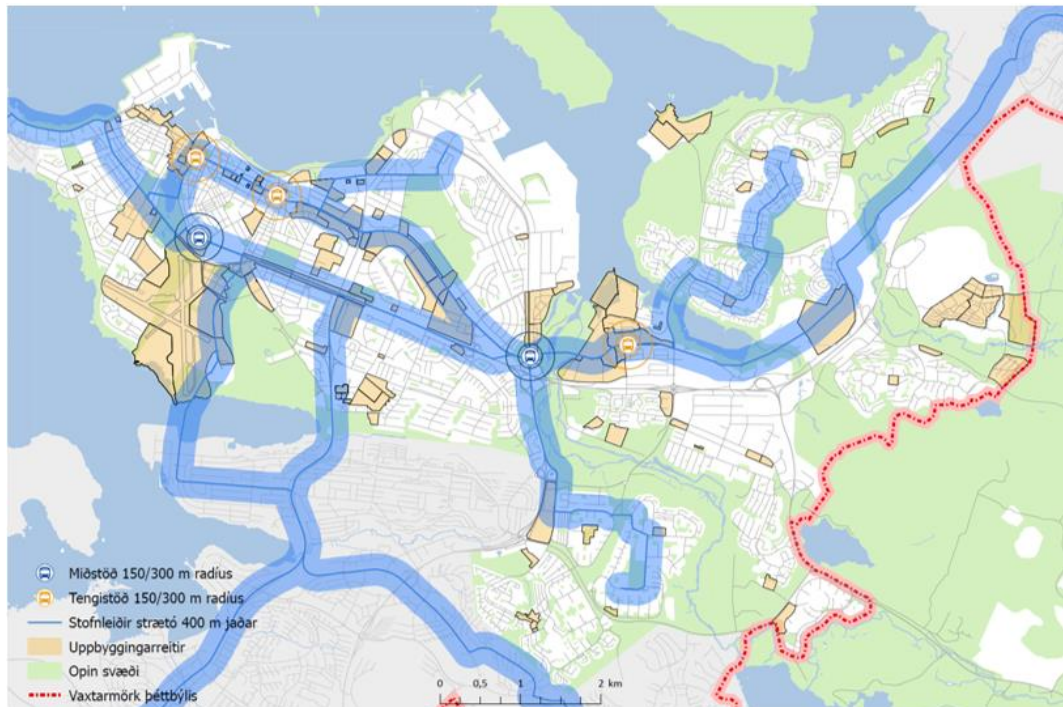 Miðstöð 150/300 m radíus
Tengistöð 150/300 m radíus
Stofnleiðir strætó 400 m jaðar
Uppbyggingarreitir
Opin svæði
Vaxtarmörk þéttbýlis
0 0,5 1 2 km